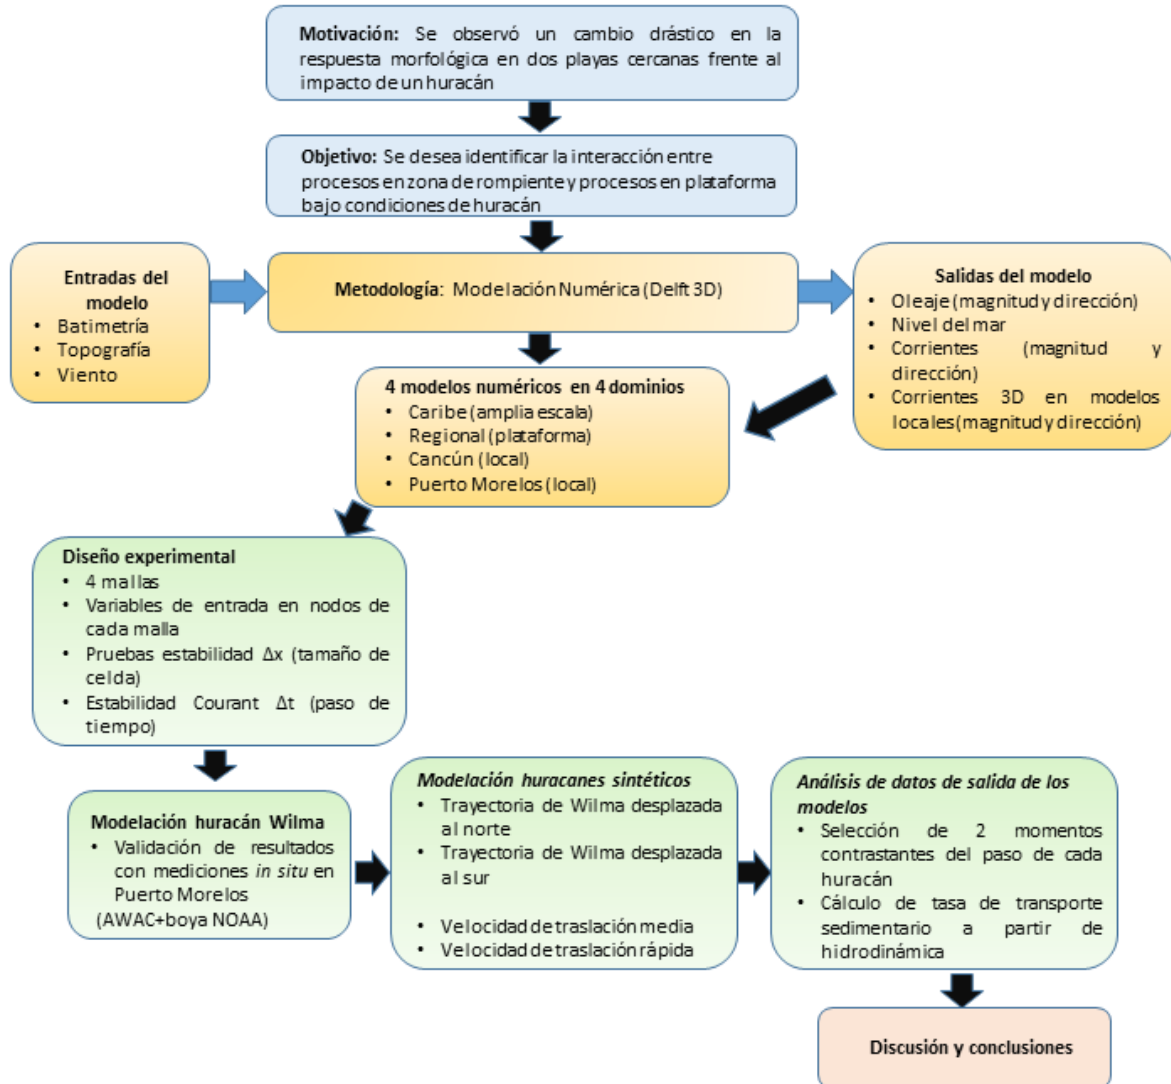 Motivación: Se observó un cambio drástico en la
respuesta morfológica en dos playas cercanas frente al
impacto de un huracán
Objetivo: Se desea identificar la interacción entre
procesos en zona de rompiente y procesos en plataforma
bajo condiciones de huracán
Entradas del
modelo
• Batimetría
• Topografía
• Viento
Metodología: Modelación Numérica (Delft 3D)
Salidas del modelo
• Oleaje (magnitud y dirección)
• Nivel del mar
• Corrientes (magnitud y
dirección)
• Corrientes 3D en modelos
locales(magnitud y dirección)
4 modelos numéricos en 4 dominios
• Caribe (amplia escala)
• Regional (plataforma)
• Cancún (local)
• Puerto Morelos (local)
Diseño experimental
• 4 mallas
• Variables de entrada en nodos de
cada malla
• Pruebas estabilidad Δx (tamaño de
celda)
• Estabilidad Courant Δt (paso de
tiempo)
Modelación huracán Wilma
• Validación de resultados
con mediciones in situ en
Puerto Morelos
(AWAC+boya NOAA)
Modelación huracanes sintéticos
• Trayectoria de Wilma desplazada
al norte
• Trayectoria de Wilma desplazada
al sur
• Velocidad de traslación media
• Velocidad de traslación rápida
Análisis de datos de salida de los
modelos
• Selección de 2 momentos
contrastantes del paso de cada
huracán
• Cálculo de tasa de transporte
sedimentario a partir de
hidrodinámica
Discusión y conclusiones